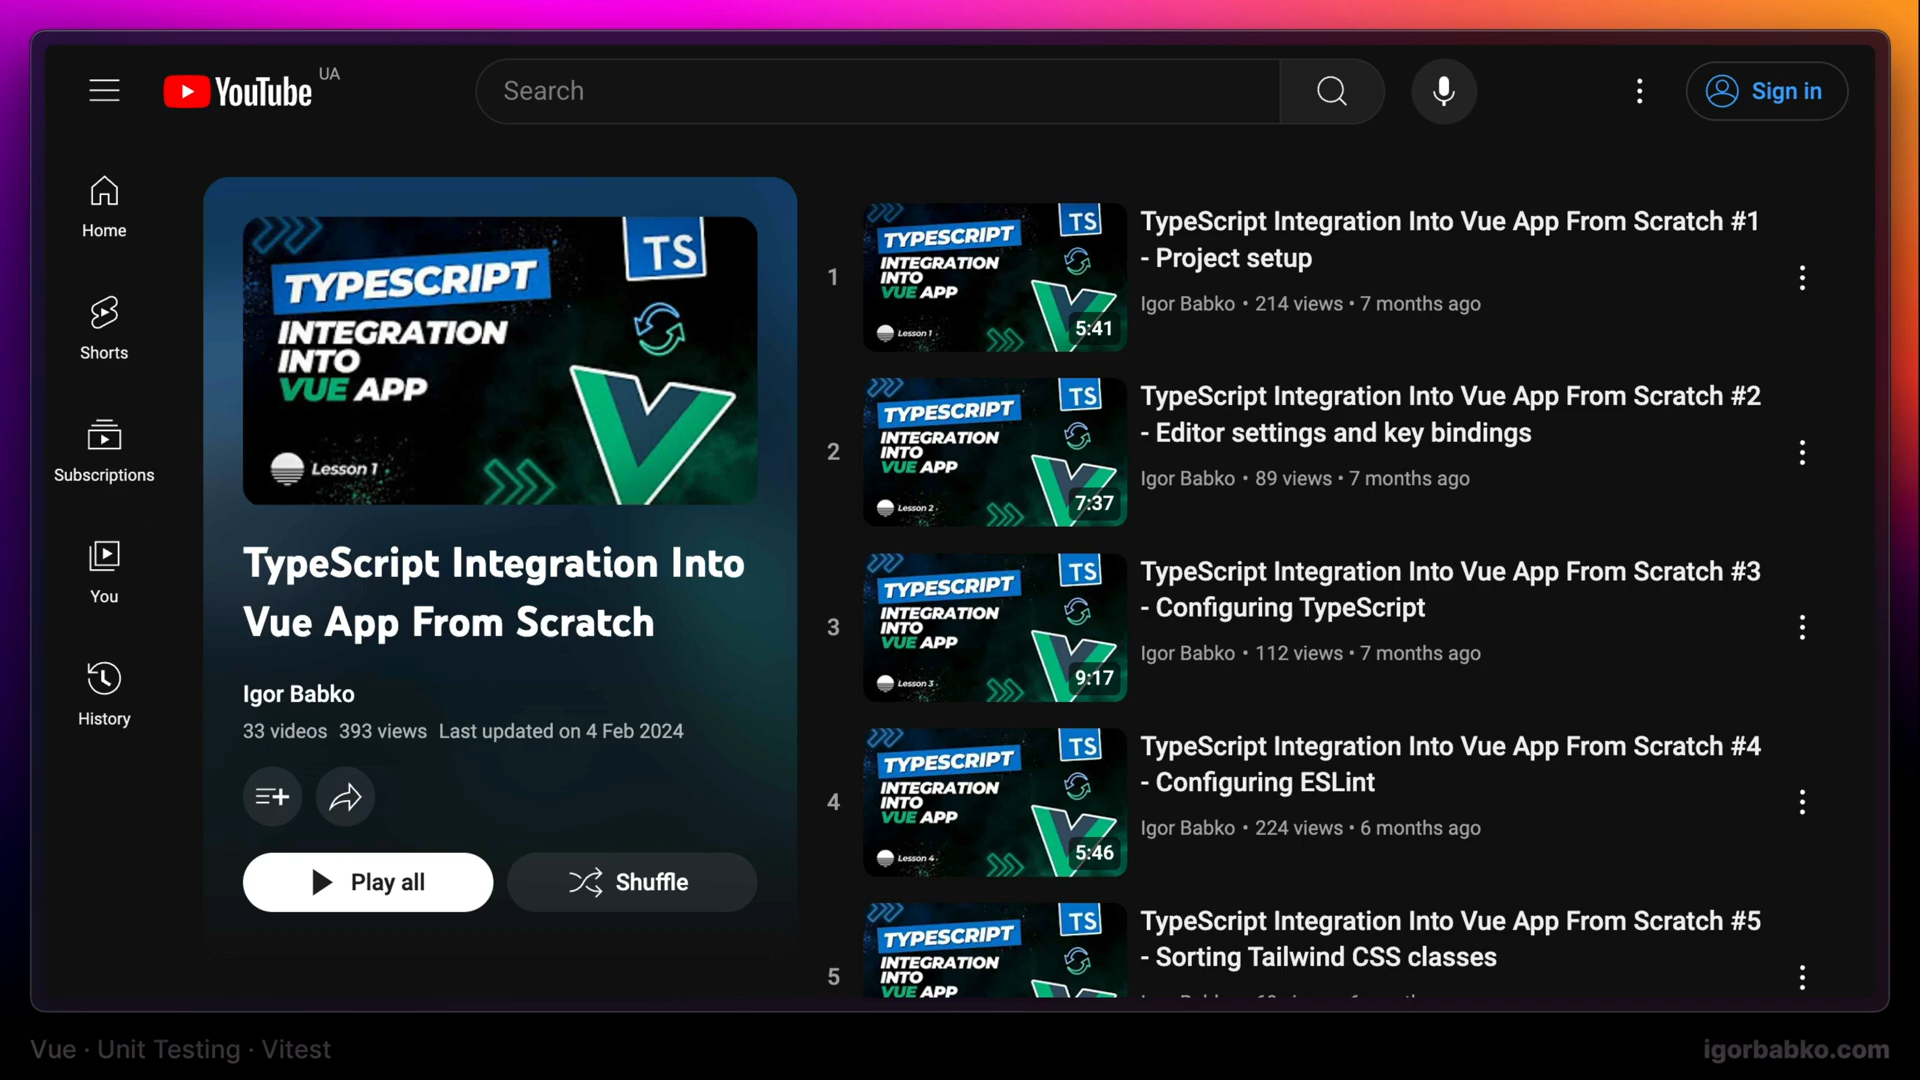 YouTube UA
Search
Sign in
Home
Shorts
Subscriptions
You
History
TS
TYPESCRIPT
INTEGRATION
INTO
VUE APP
Lesson 1
TypeScript Integration Into
Vue App From Scratch
Igor Babko
33 videos 393 views Last updated on 4 Feb 2024
Play all
Shuffle
1
TS
TYPESCRIPT
INTEGRATION
INTO
VUE APP
Lesson 1
5:41
TypeScript Integration Into Vue App From Scratch #1
- Project setup
Igor Babko • 214 views • 7 months ago
2
TS
TYPESCRIPT
INTEGRATION
INTO
VUE APP
Lesson 2
7:37
TypeScript Integration Into Vue App From Scratch #2
- Editor settings and key bindings
Igor Babko • 89 views • 7 months ago
3
TS
TYPESCRIPT
INTEGRATION
INTO
VUE APP
Lesson 3
9:17
TypeScript Integration Into Vue App From Scratch #3
- Configuring TypeScript
Igor Babko • 112 views • 7 months ago
4
TS
TYPESCRIPT
INTEGRATION
INTO
VUE APP
Lesson 4
5:46
TypeScript Integration Into Vue App From Scratch #4
- Configuring ESLint
Igor Babko • 224 views • 6 months ago
5
TS
TYPESCRIPT
INTEGRATION
INTO
VUE APP
TypeScript Integration Into Vue App From Scratch #5
- Sorting Tailwind CSS classes
Vue · Unit Testing · Vitest
igorbabko.com